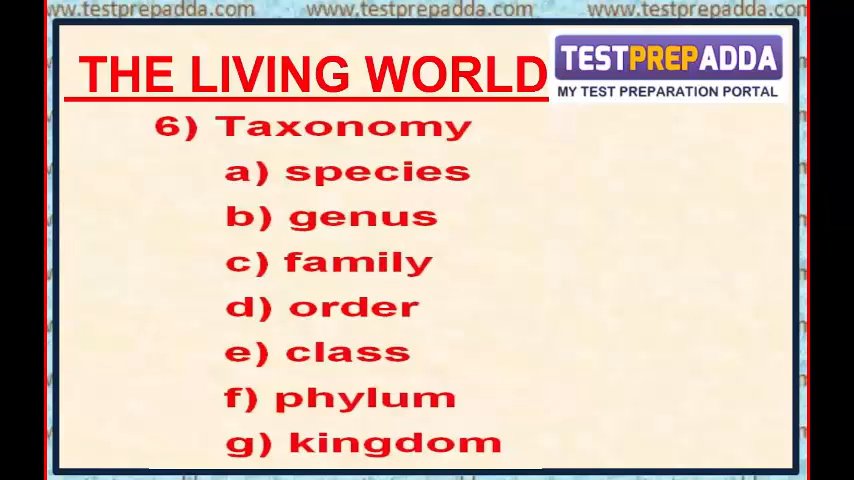 www.testprepadda.com www.testprepadda.com www.testprepadda.com
THE LIVING WORLD
TESTPREPADDA
MY TEST PREPARATION PORTAL
6) Taxonomy
a) species
b) genus
c) family
d) order
e) class
f) phylum
g) kingdom